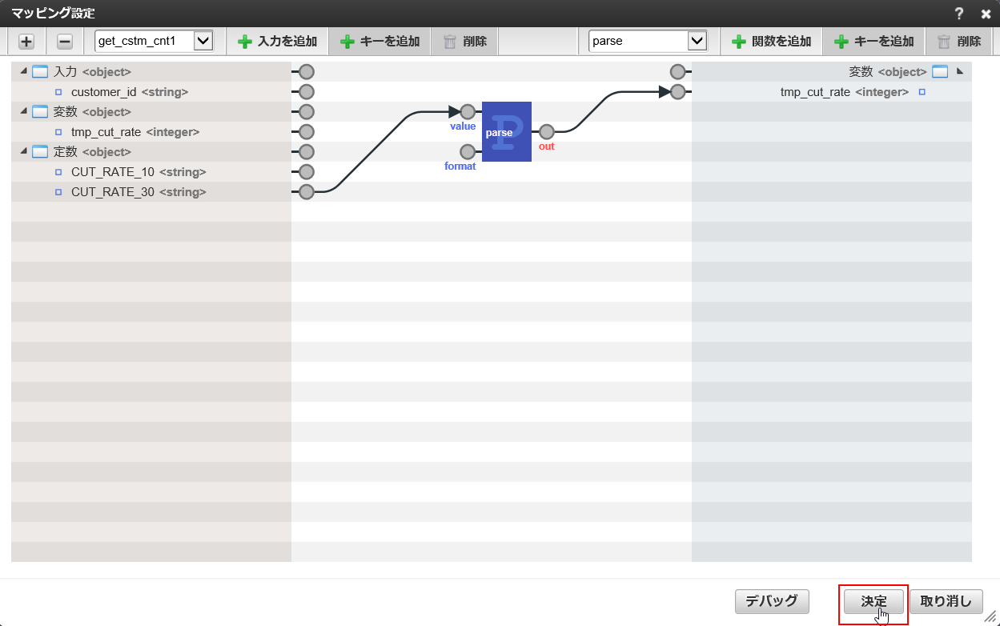 マッピング設定 ?
get_cstm_cnt1 入力を追加 キーを追加 削除 parse 関数を追加 キーを追加 削除
入力 <object> 変数 <object>
customer_id <string> tmp_cut_rate <integer>
変数 <object>
value parse
tmp_cut_rate <integer> out
定数 <object>
format
CUT_RATE_10 <string>
CUT_RATE_30 <string>
デバッグ 決定 取り消し